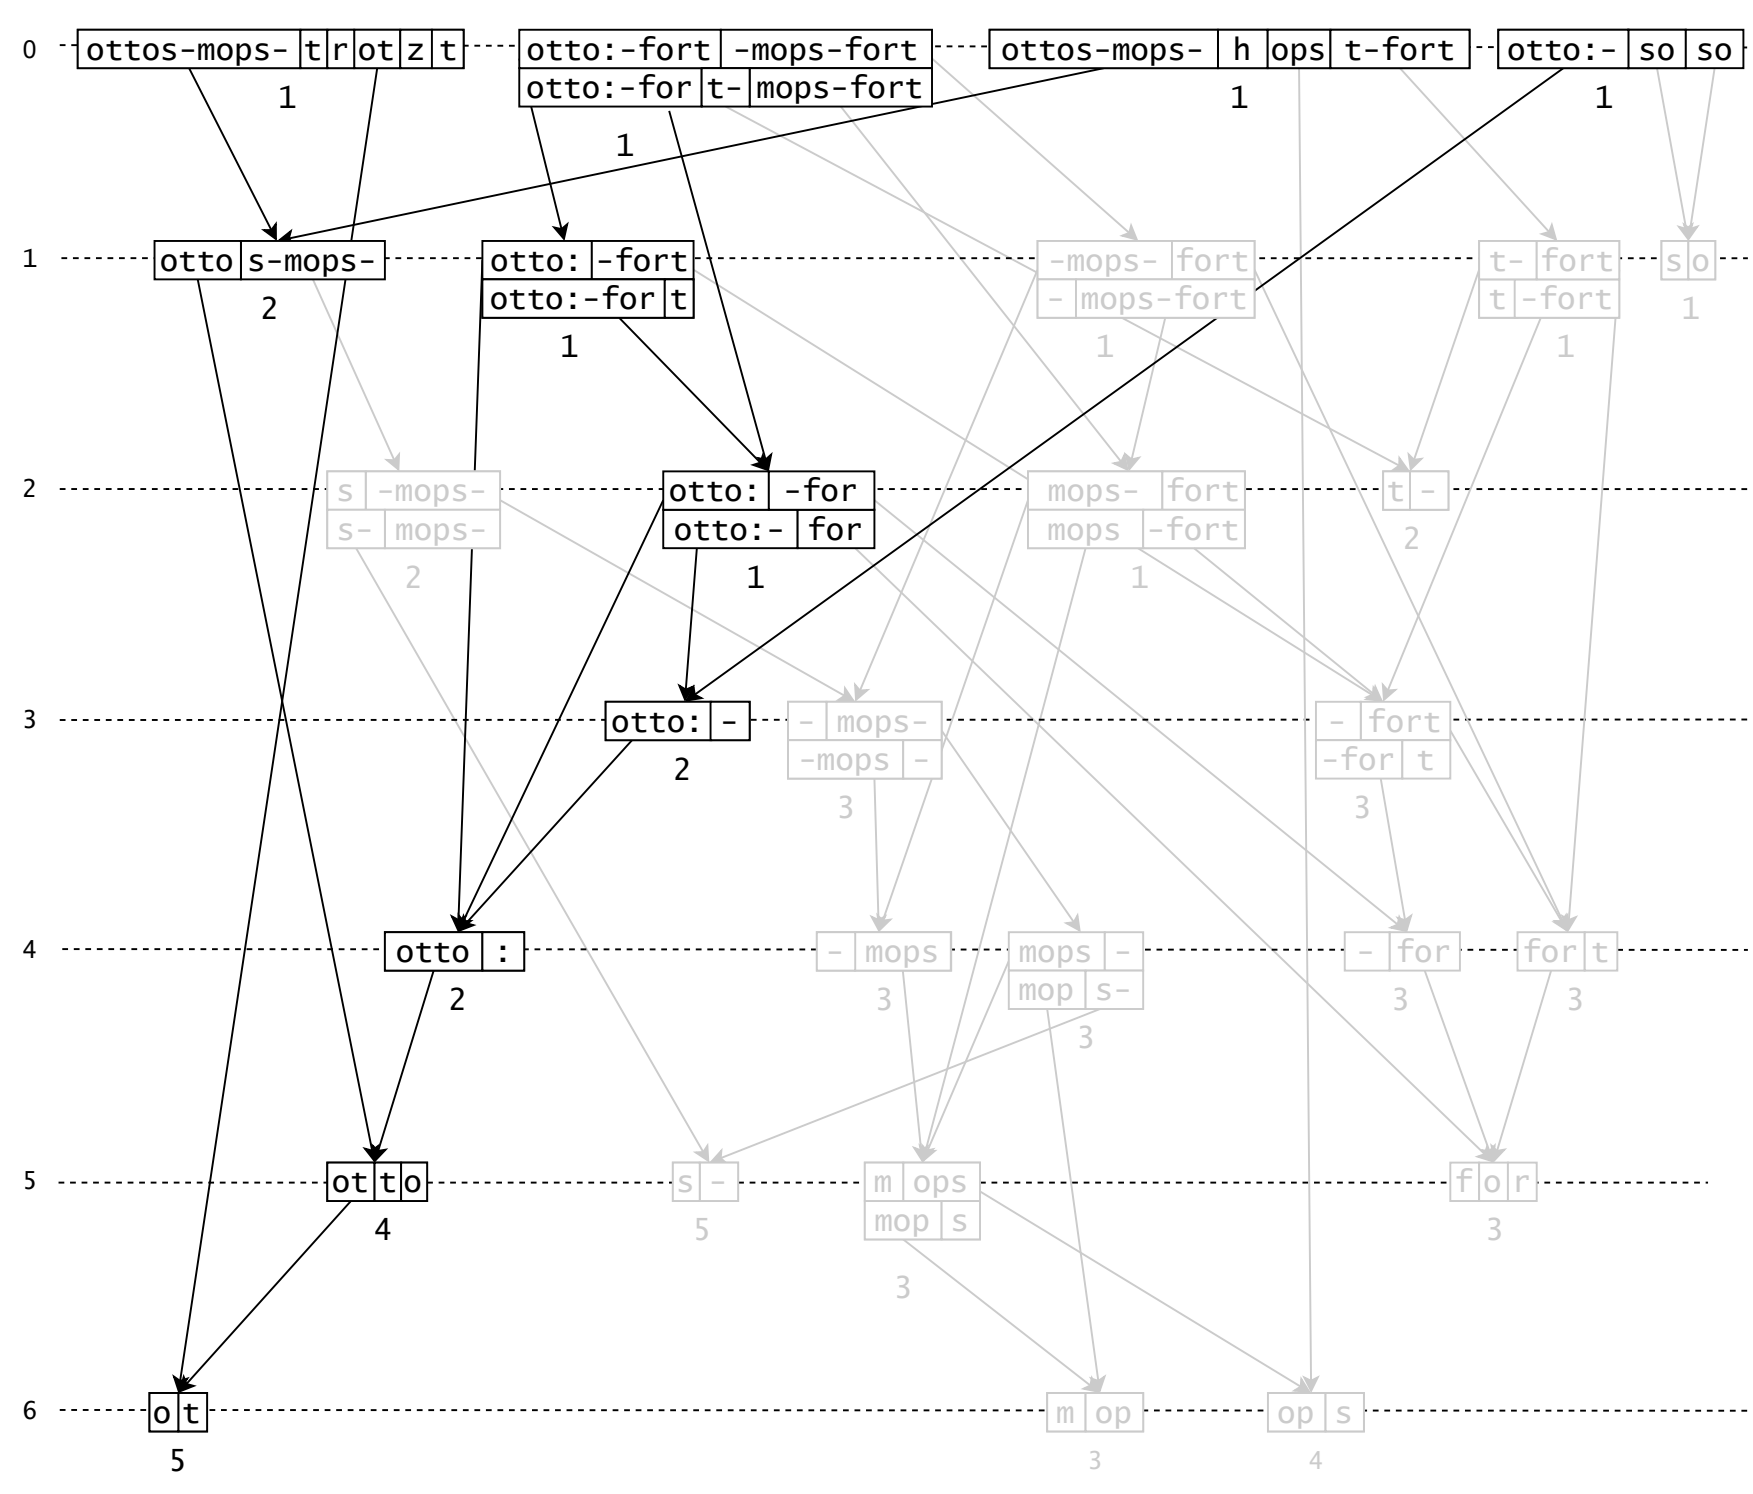 0 ottos-mops- t r ot z t otto:-fort -mops-fort ottos-mops- h ops t-fort otto:- so so
otto:-for t- mops-fort
1 1 1
1
1 otto s-mops- otto: -fort -mops- fort t- fort s o
otto:-for t - mops-fort t -fort
2 1
1 1 1
2 s -mops- otto: -for mops- fort t -
s- mops- otto:- for mops -fort
2
2 1 1
3 otto: - - mops- - fort
-mops - -for t
2
3 3
4 otto : - mops mops - - for for t
mop s-
2 3 3 3
3
5 ot t o s - m ops f o r
mop s
4 5 3
3
6 o t m op op s
5 3 4